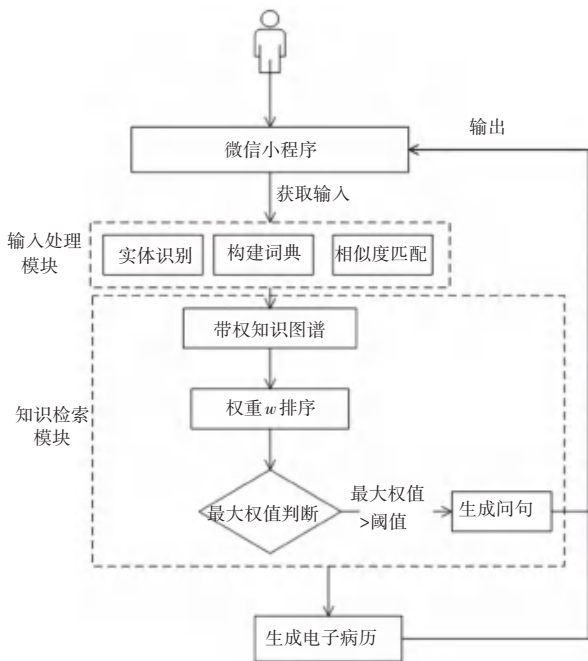 输出
微信小程序
获取输入
输入处理
模块
实体识别
构建词典
相似度匹配
带权知识图谱
知识检索
模块
权重w排序
最大权值判断
最大权值
>阈值
生成问句
生成电子病历